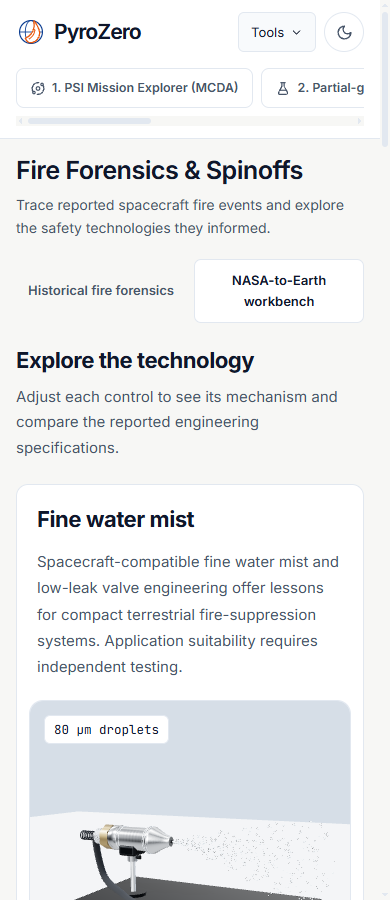 PyroZero
Tools
1. PSI Mission Explorer (MCDA)
2. Partial-g
Fire Forensics & Spinoffs
Trace reported spacecraft fire events and explore
the safety technologies they informed.
Historical fire forensics
NASA-to-Earth
workbench
Explore the technology
Adjust each control to see its mechanism and
compare the reported engineering
specifications.
Fine water mist
Spacecraft-compatible fine water mist and
low-leak valve engineering offer lessons
for compact terrestrial fire-suppression
systems. Application suitability requires
independent testing.
80 µm droplets